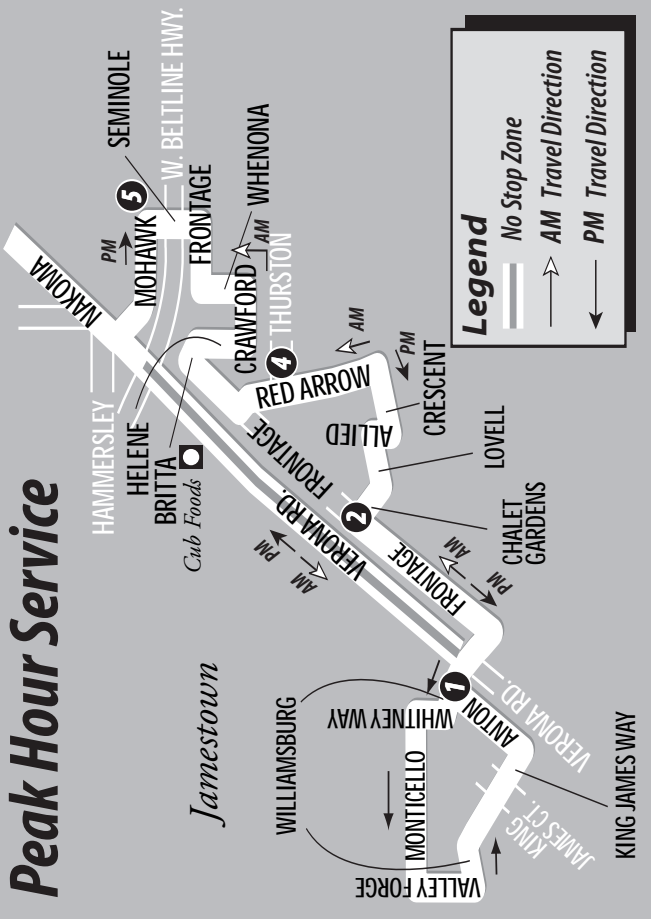 Peak Hour Service
Jamestown
WILLIAMSBURG
VALLEY FORGE
MONTICELLO
WHITNEY WAY
1
ANTON
KING
JAMES CT.
KING JAMES WAY
VERONA RD.
VERONA RD.
AM
PM
FRONTAGE
AM
PM
2
CHALET
GARDENS
LOVELL
ALLIED
CRESCENT
FRONTAGE
RED ARROW
PM
AM
4
THURSTON
Cub Foods
BRITTA
HELENE
HAMMERSLEY
CRAWFORD
AM
WHENONA
FRONTAGE
W. BELTLINE HWY.
SEMINOLE
5
MOHAWK
PM
NAKOMA
Legend
No Stop Zone
AM Travel Direction
PM Travel Direction